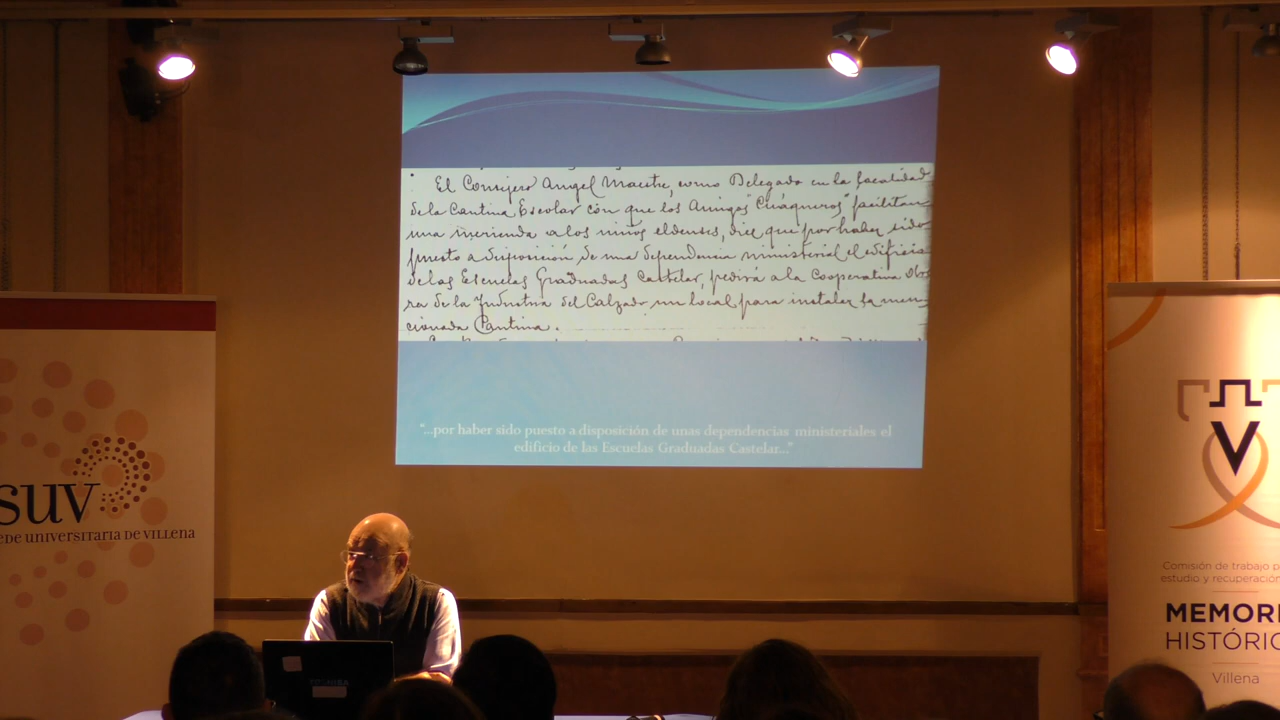 El Consejero Angel Maestre, como Delegado en la localidad
de la Cantina Escolar con que los Amigos "Cuáqueros" facilitan
una merienda a los niños eldenses, dice que por haber sido
puesto a disposición de una dependencia ministerial el edificio
de las Escuelas Graduadas Castelar, pedirá a la Cooperativa Obre
ra de la Industria del Calzado un local para instalar la men-
cionada Cantina.
"...por haber sido puesto a disposición de unas dependencias ministeriales el
edificio de las Escuelas Graduadas Castelar..."
suv
EDE UNIVERSITARIA DE VILLENA
Comisión de trabajo p
estudio y recuperación
MEMORI
HISTÓRIC
Villena